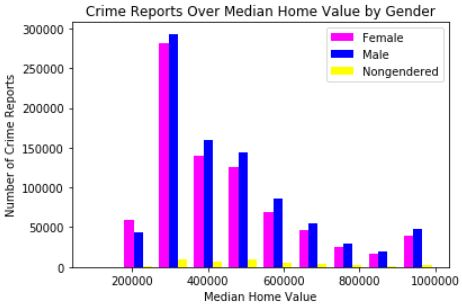 Crime Reports Over Median Home Value by Gender
Number of Crime Reports
300000
250000
200000
150000
100000
50000
0
Female
Male
Nongendered
200000 400000 600000 800000 1000000
Median Home Value